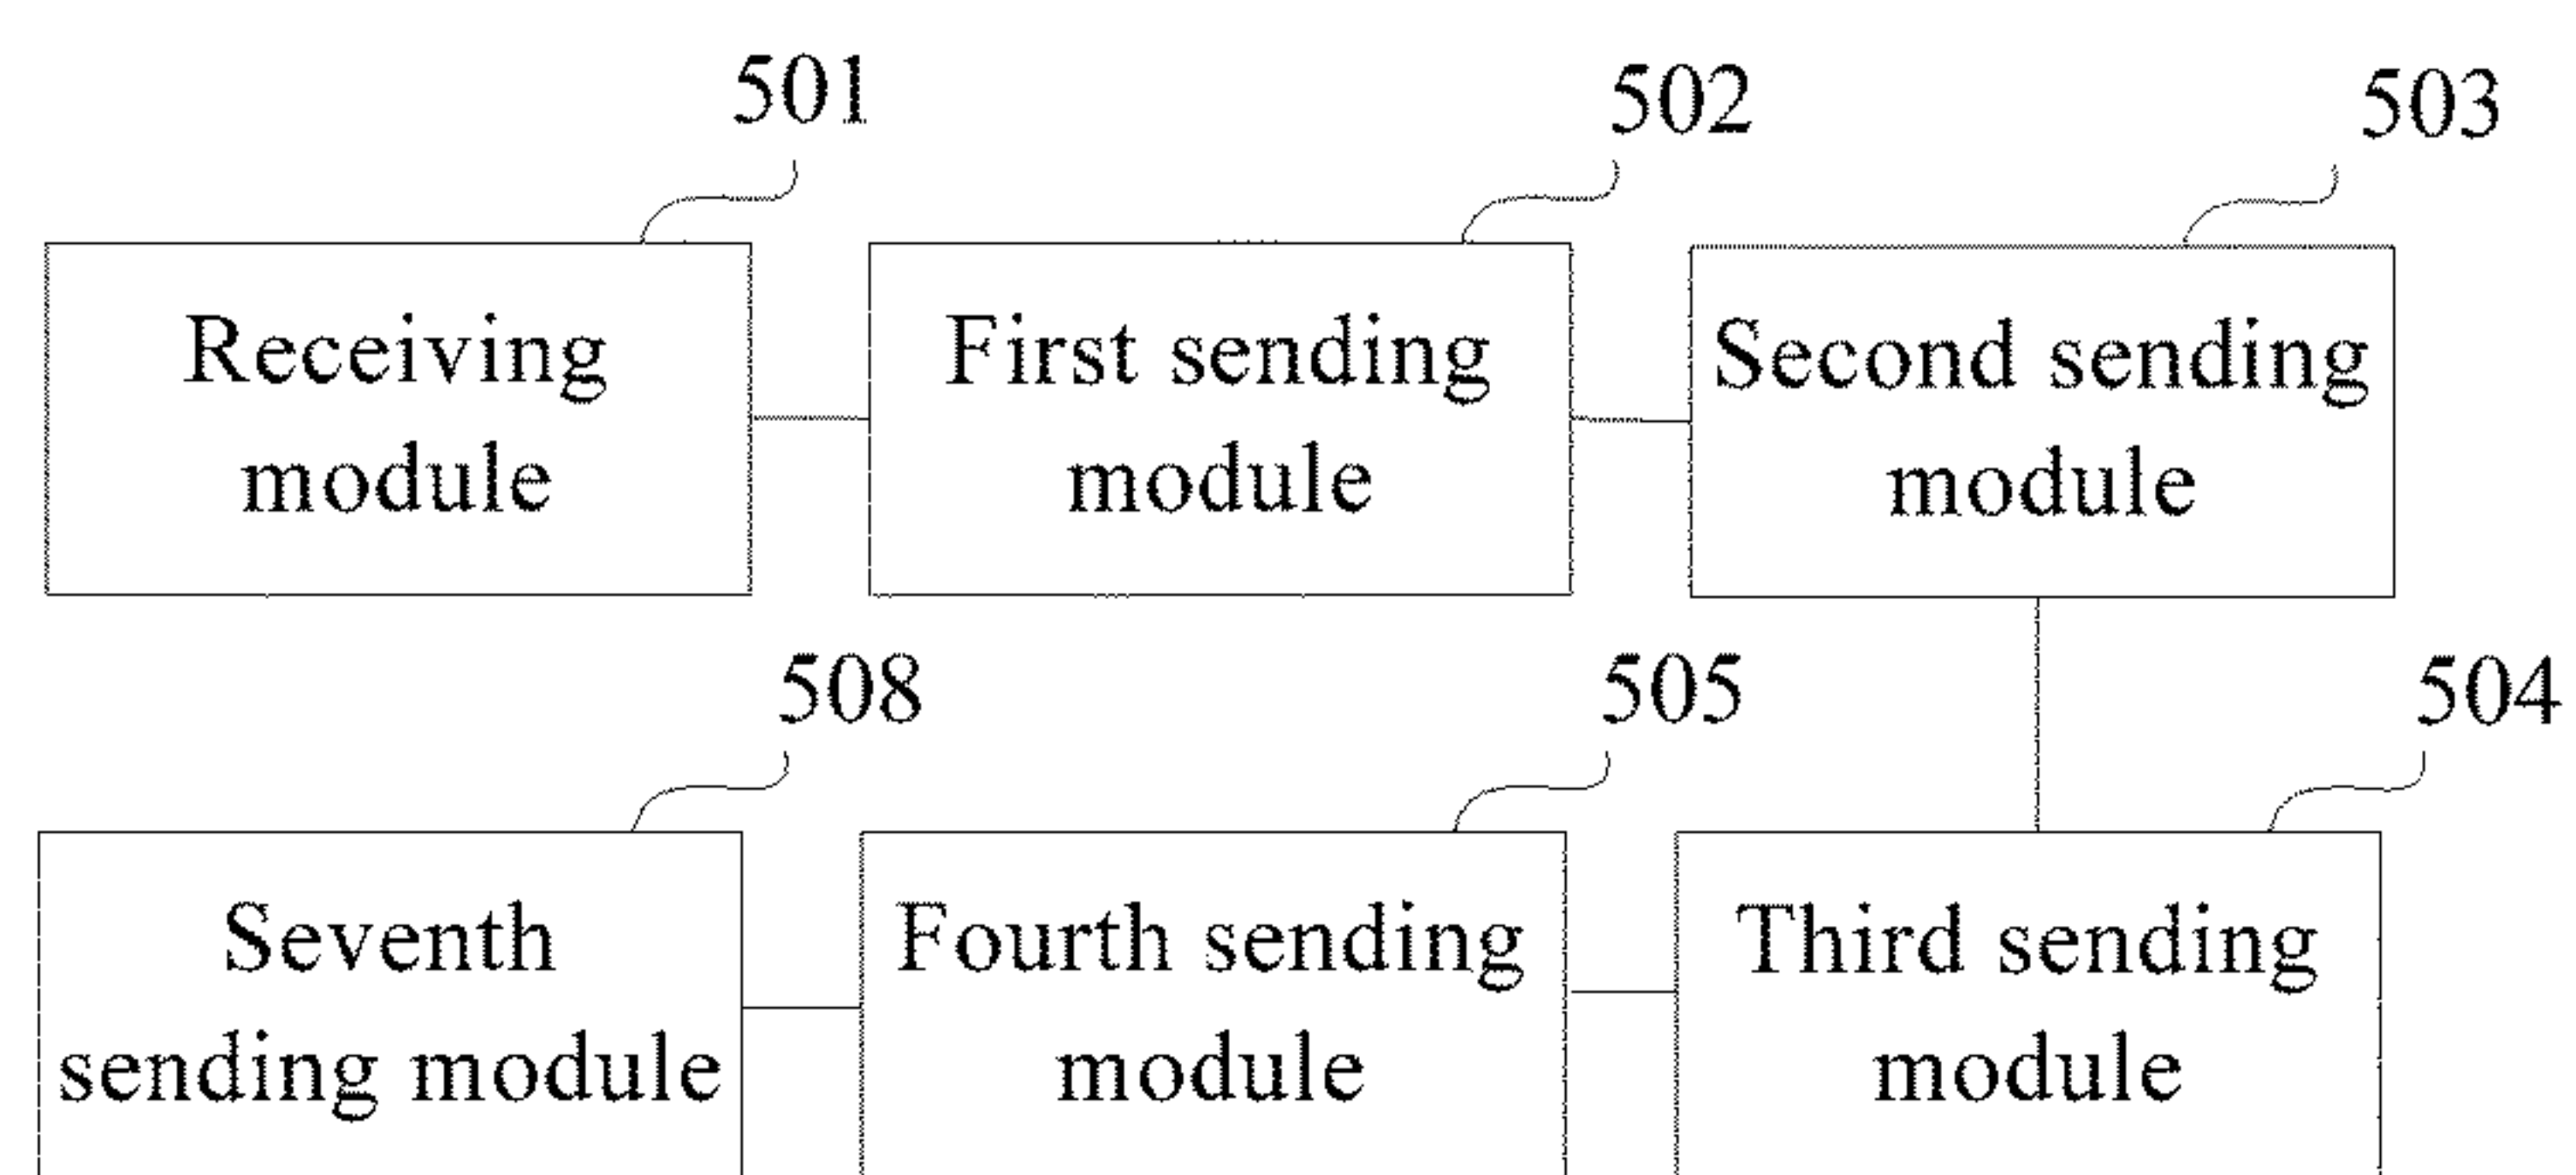 501
502
503
Receiving
module
First sending
module
Second sending
module
508
505
504
Seventh
sending module
Fourth sending
module
Third sending
module